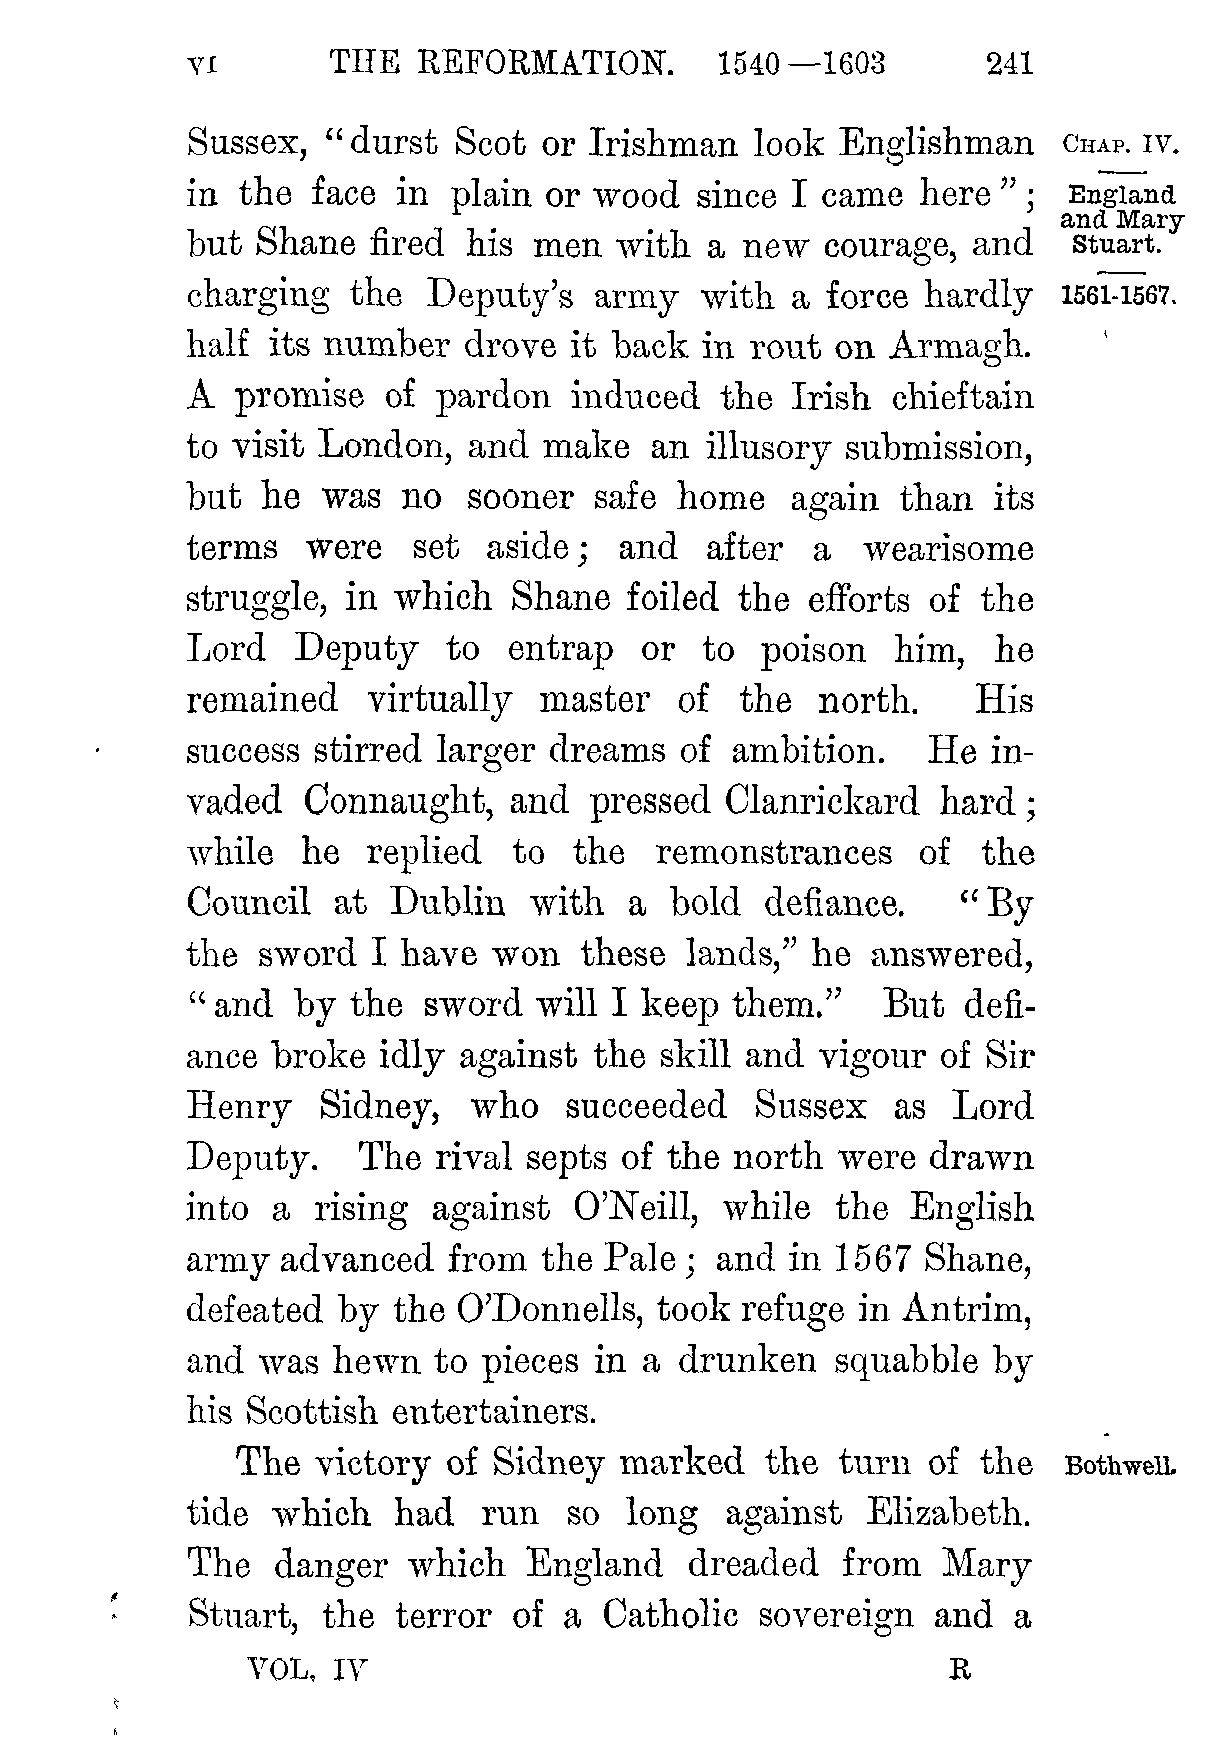 VI THE REFORMATION. 1540—1603 241
Sussex, “durst Scot or Irishman look Englishman
in the face in plain or wood since I came here”;
but Shane fired his men with a new courage, and
charging the Deputy’s army with a force hardly
half its number drove it back in rout on Armagh.
A promise of pardon induced the Irish chieftain
to visit London, and make an illusory submission,
but he was no sooner safe home again than its
terms were set aside; and after a wearisome
struggle, in which Shane foiled the efforts of the
Lord Deputy to entrap or to poison him, he
remained virtually master of the north. His
success stirred larger dreams of ambition. He in-
vaded Connaught, and pressed Clanrickard hard;
while he replied to the remonstrances of the
Council at Dublin with a bold defiance. “By
the sword I have won these lands,” he answered,
“and by the sword will I keep them.” But defi-
ance broke idly against the skill and vigour of Sir
Henry Sidney, who succeeded Sussex as Lord
Deputy. The rival septs of the north were drawn
into a rising against O’Neill, while the English
army advanced from the Pale; and in 1567 Shane,
defeated by the O’Donnells, took refuge in Antrim,
and was hewn to pieces in a drunken squabble by
his Scottish entertainers.
The victory of Sidney marked the turn of the
tide which had run so long against Elizabeth.
The danger which England dreaded from Mary
Stuart, the terror of a Catholic sovereign and a
VOL. IV R
CHAP. IV.
England
and Mary
Stuart.
1561-1567.
Bothwell.